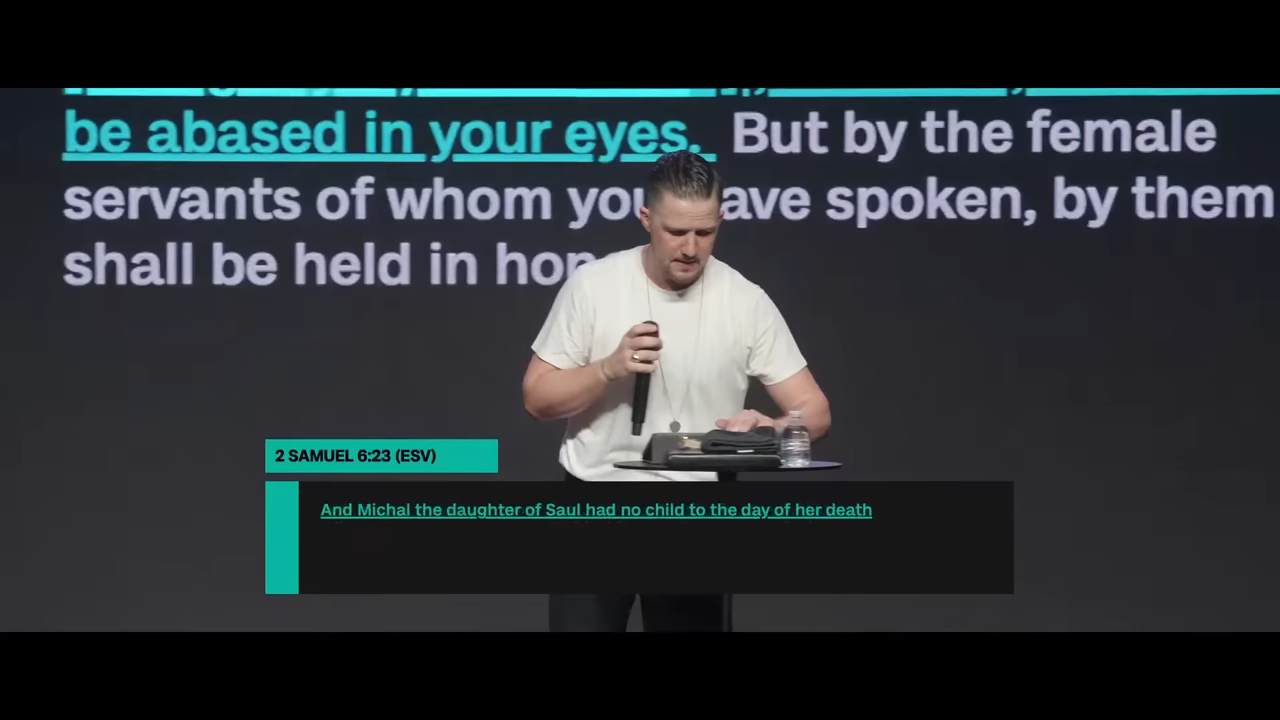 be abased in your eyes. But by the female
servants of whom you ave spoken, by them
shall be held in hon
2 SAMUEL 6:23 (ESV)
And Michal the daughter of Saul had no child to the day of her death